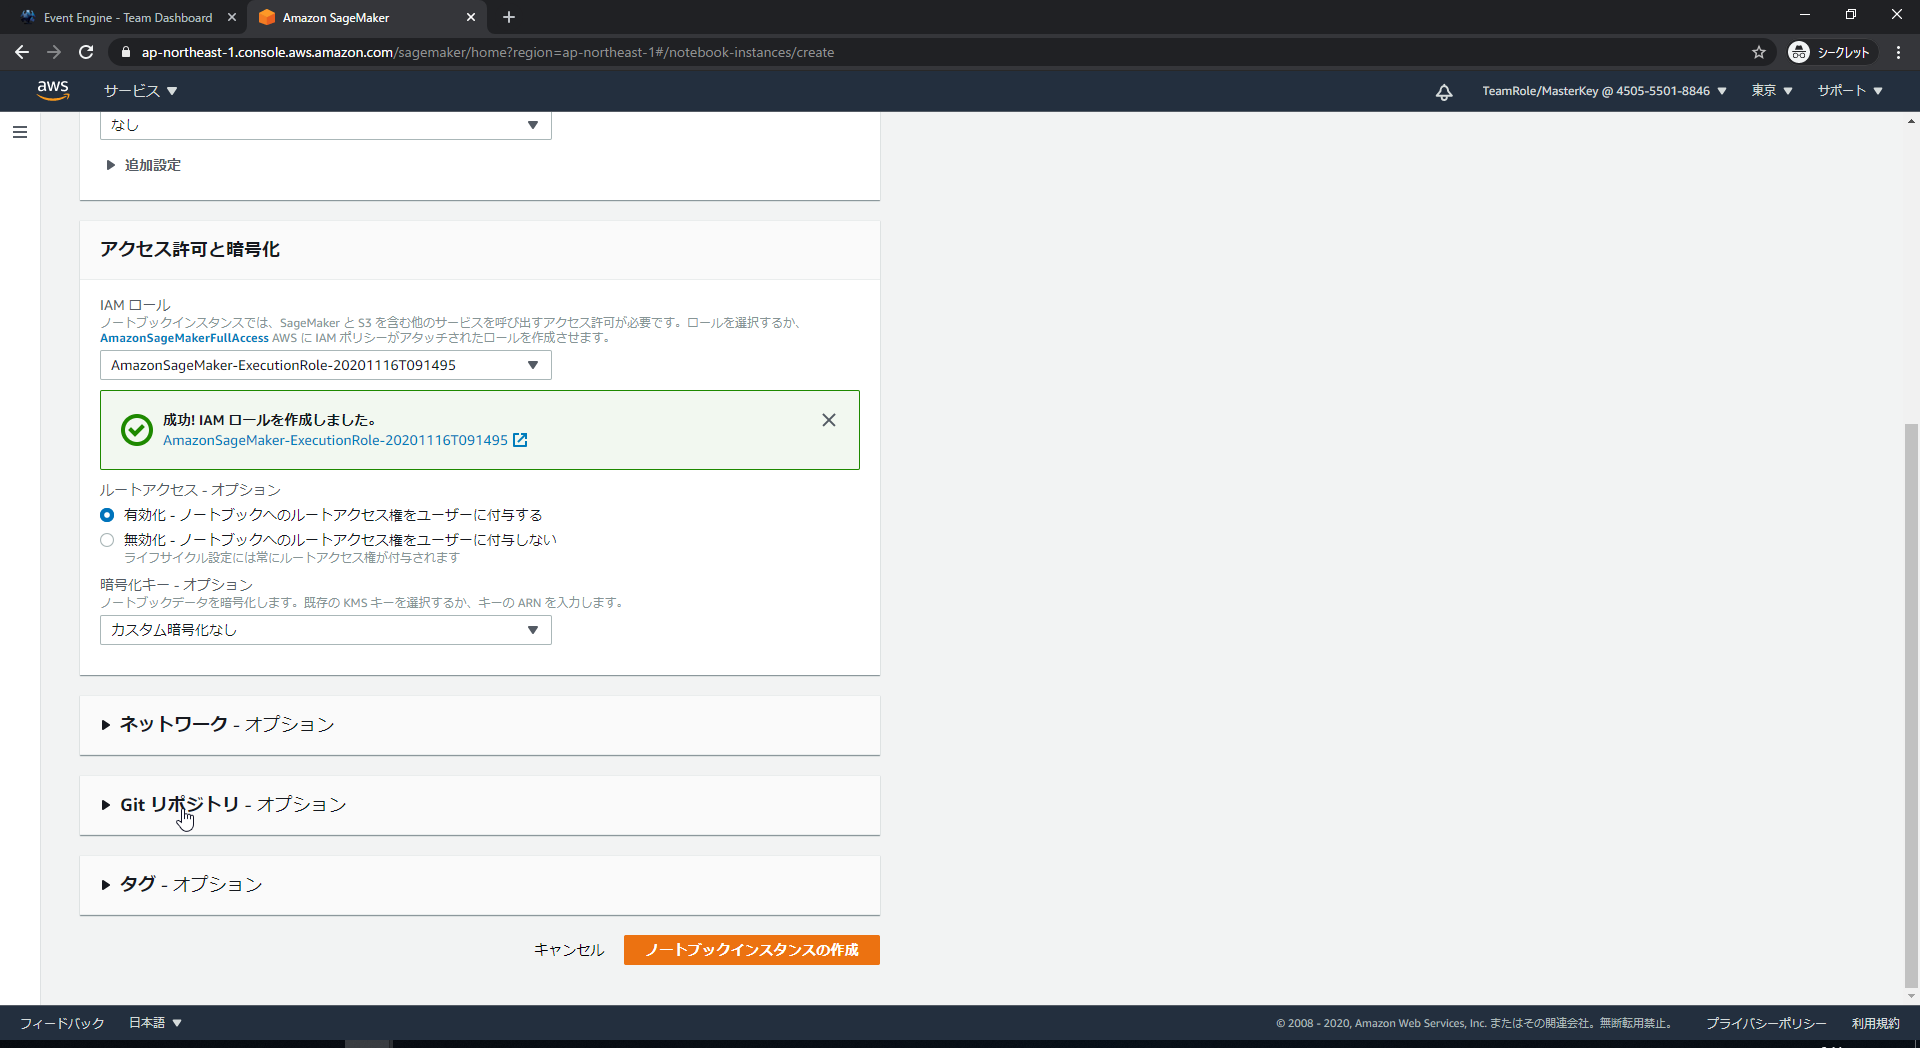 Event Engine - Team Dashboard
Amazon SageMaker
ap-northeast-1.console.aws.amazon.com/sagemaker/home?region=ap-northeast-1#/notebook-instances/create
シークレット
aws
サービス
TeamRole/MasterKey @ 4505-5501-8846
東京
サポート
なし
追加設定
アクセス許可と暗号化
IAM ロール
ノートブックインスタンスでは、SageMaker と S3 を含む他のサービスを呼び出すアクセス許可が必要です。ロールを選択するか、
AmazonSageMakerFullAccess AWS に IAM ポリシーがアタッチされたロールを作成させます。
AmazonSageMaker-ExecutionRole-20201116T091495
成功! IAM ロールを作成しました。
AmazonSageMaker-ExecutionRole-20201116T091495
ルートアクセス - オプション
有効化 - ノートブックへのルートアクセス権をユーザーに付与する
無効化 - ノートブックへのルートアクセス権をユーザーに付与しない
ライフサイクル設定には常にルートアクセス権が付与されます
暗号化キー - オプション
ノートブックデータを暗号化します。既存の KMS キーを選択するか、キーの ARN を入力します。
カスタム暗号化なし
ネットワーク - オプション
Git リポジトリ - オプション
タグ - オプション
キャンセル
ノートブックインスタンスの作成
フィードバック
日本語
© 2008 - 2020, Amazon Web Services, Inc. またはその関連会社。無断転用禁止。
プライバシーポリシー
利用規約